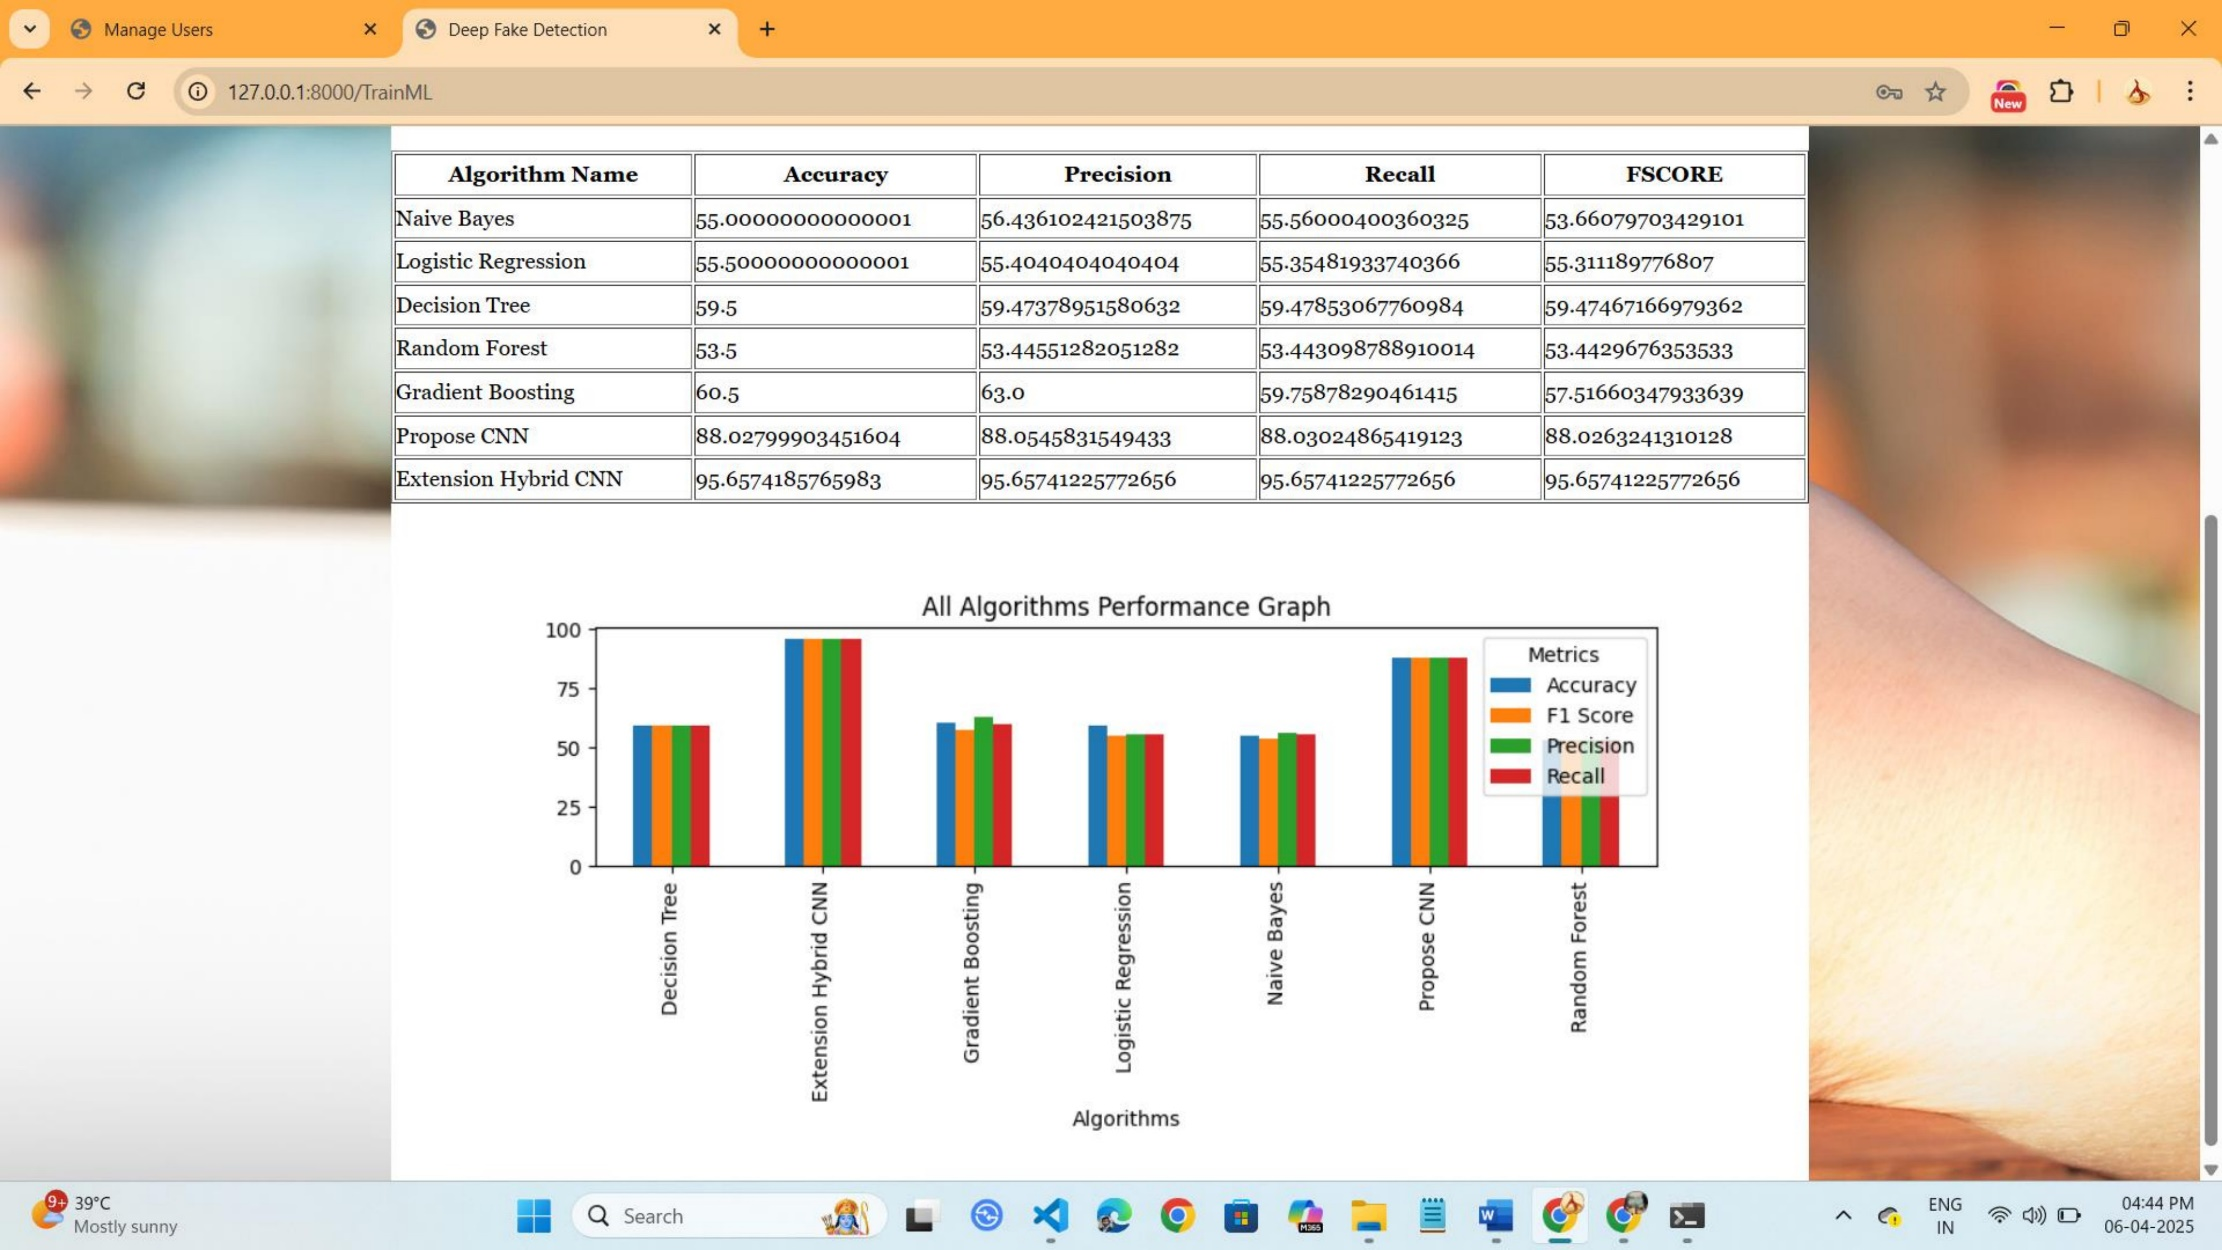 Manage Users
Deep Fake Detection
127.0.0.1:8000/TrainML
New
Algorithm Name Accuracy Precision Recall FSCORE
Naive Bayes 55.00000000000001 56.436102421503875 55.56000400360325 53.66079703429101
Logistic Regression 55.50000000000001 55.4040404040404 55.35481933740366 55.311189776807
Decision Tree 59.5 59.47378951580632 59.47853067760984 59.47467166979362
Random Forest 53.5 53.44551282051282 53.443098788910014 53.4429676353533
Gradient Boosting 60.5 63.0 59.75878290461415 57.51660347933639
Propose CNN 88.02799903451604 88.0545831549433 88.03024865419123 88.0263241310128
Extension Hybrid CNN 95.6574185765983 95.65741225772656 95.65741225772656 95.65741225772656
All Algorithms Performance Graph
100
75
50
25
0
Metrics
Accuracy
F1 Score
Precision
Recall
Decision Tree
Extension Hybrid CNN
Gradient Boosting
Logistic Regression
Naive Bayes
Propose CNN
Random Forest
Algorithms
9+
39°C
Mostly sunny
Search
M365
ENG
IN
04:44 PM
06-04-2025